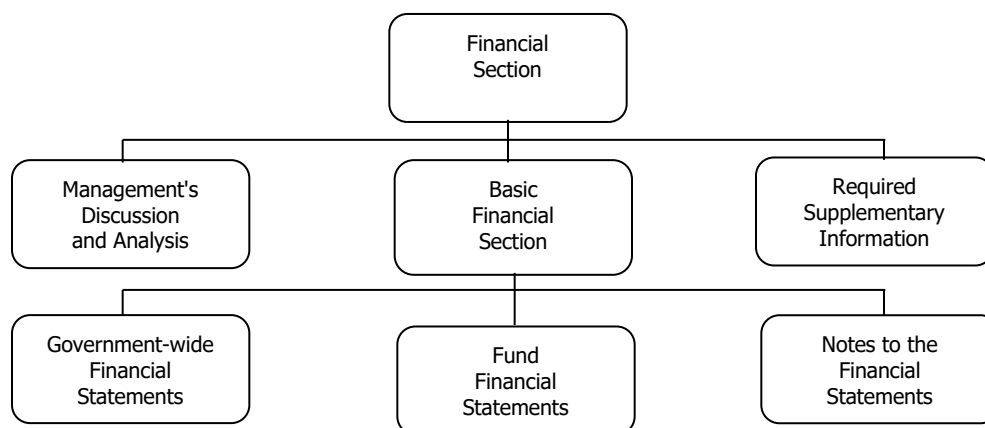 Financial
Section
Management's
Discussion
and Analysis
Basic
Financial
Section
Required
Supplementary
Information
Government-wide
Financial
Statements
Fund
Financial
Statements
Notes to the
Financial
Statements